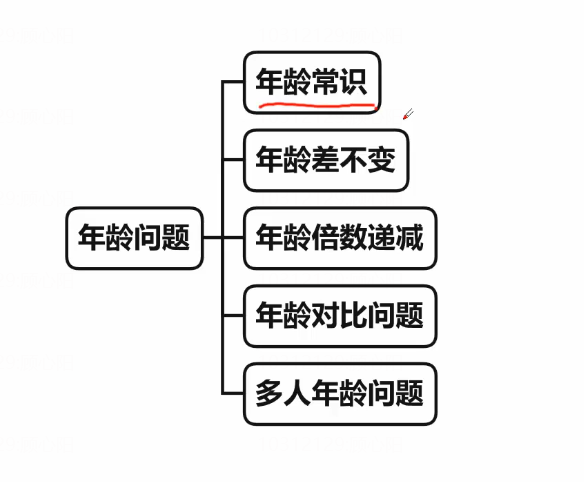 年龄常识
年龄差不变
年龄问题
年龄倍数递减
年龄对比问题
多人年龄问题